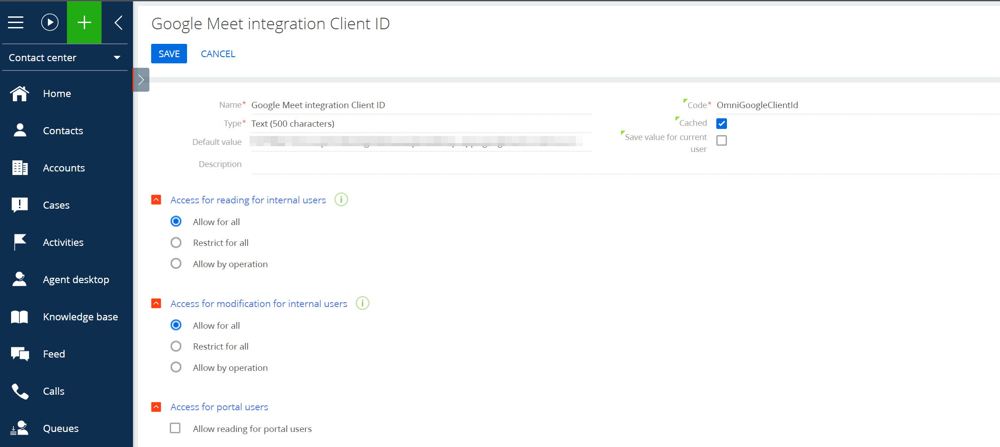 Google Meet integration Client ID
SAVE
CANCEL
Contact center
Home
Contacts
Accounts
Cases
Activities
Agent desktop
Knowledge base
Feed
Calls
Queues
Name* Google Meet integration Client ID
Type* Text (500 characters)
Default value
Description
Code* OmniGoogleClientId
Cached
Save value for current
user
Access for reading for internal users
Allow for all
Restrict for all
Allow by operation
Access for modification for internal users
Allow for all
Restrict for all
Allow by operation
Access for portal users
Allow reading for portal users